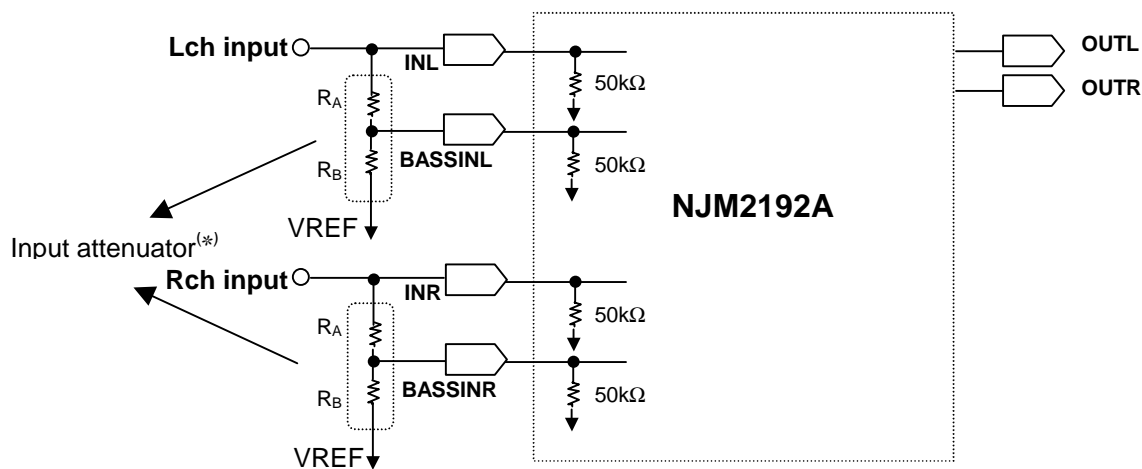 Lch input
INL
OUTL
OUTR
50kΩ
RA
BASSINL
RB
50kΩ
VREF
NJM2192A
Input attenuator(*)
Rch input
INR
50kΩ
RA
BASSINR
RB
50kΩ
VREF